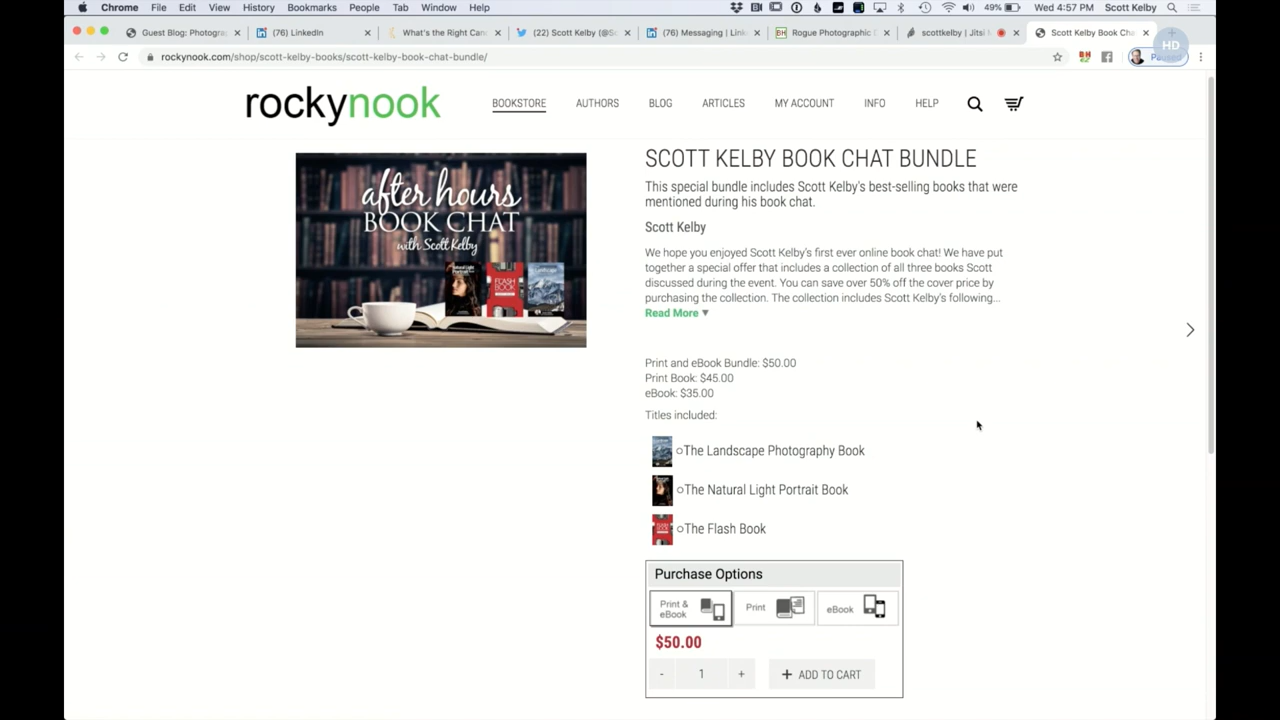 Chrome File Edit View History Bookmarks People Tab Window Help
49% Wed 4:57 PM Scott Kelby
Guest Blog: Photogra
(76) LinkedIn
What's the Right Can
(22) Scott Kelby (@S
(76) Messaging | Link
Rogue Photographic
scottkelby | Jitsi M
Scott Kelby Book Cha
HD
rockynook.com/shop/scott-kelby-books/scott-kelby-book-chat-bundle/
rockynook
BOOKSTORE AUTHORS BLOG ARTICLES MY ACCOUNT INFO HELP
after hours
BOOK CHAT
with Scott Kelby
SCOTT KELBY BOOK CHAT BUNDLE
This special bundle includes Scott Kelby's best-selling books that were
mentioned during his book chat.
Scott Kelby
We hope you enjoyed Scott Kelby's first ever online book chat! We have put
together a special offer that includes a collection of all three books Scott
discussed during the event. You can save over 50% off the cover price by
purchasing the collection. The collection includes Scott Kelby's following...
Read More ▼
Print and eBook Bundle: $50.00
Print Book: $45.00
eBook: $35.00
Titles included:
The Landscape Photography Book
The Natural Light Portrait Book
The Flash Book
Purchase Options
Print &
eBook
Print
eBook
$50.00
- 1 + + ADD TO CART